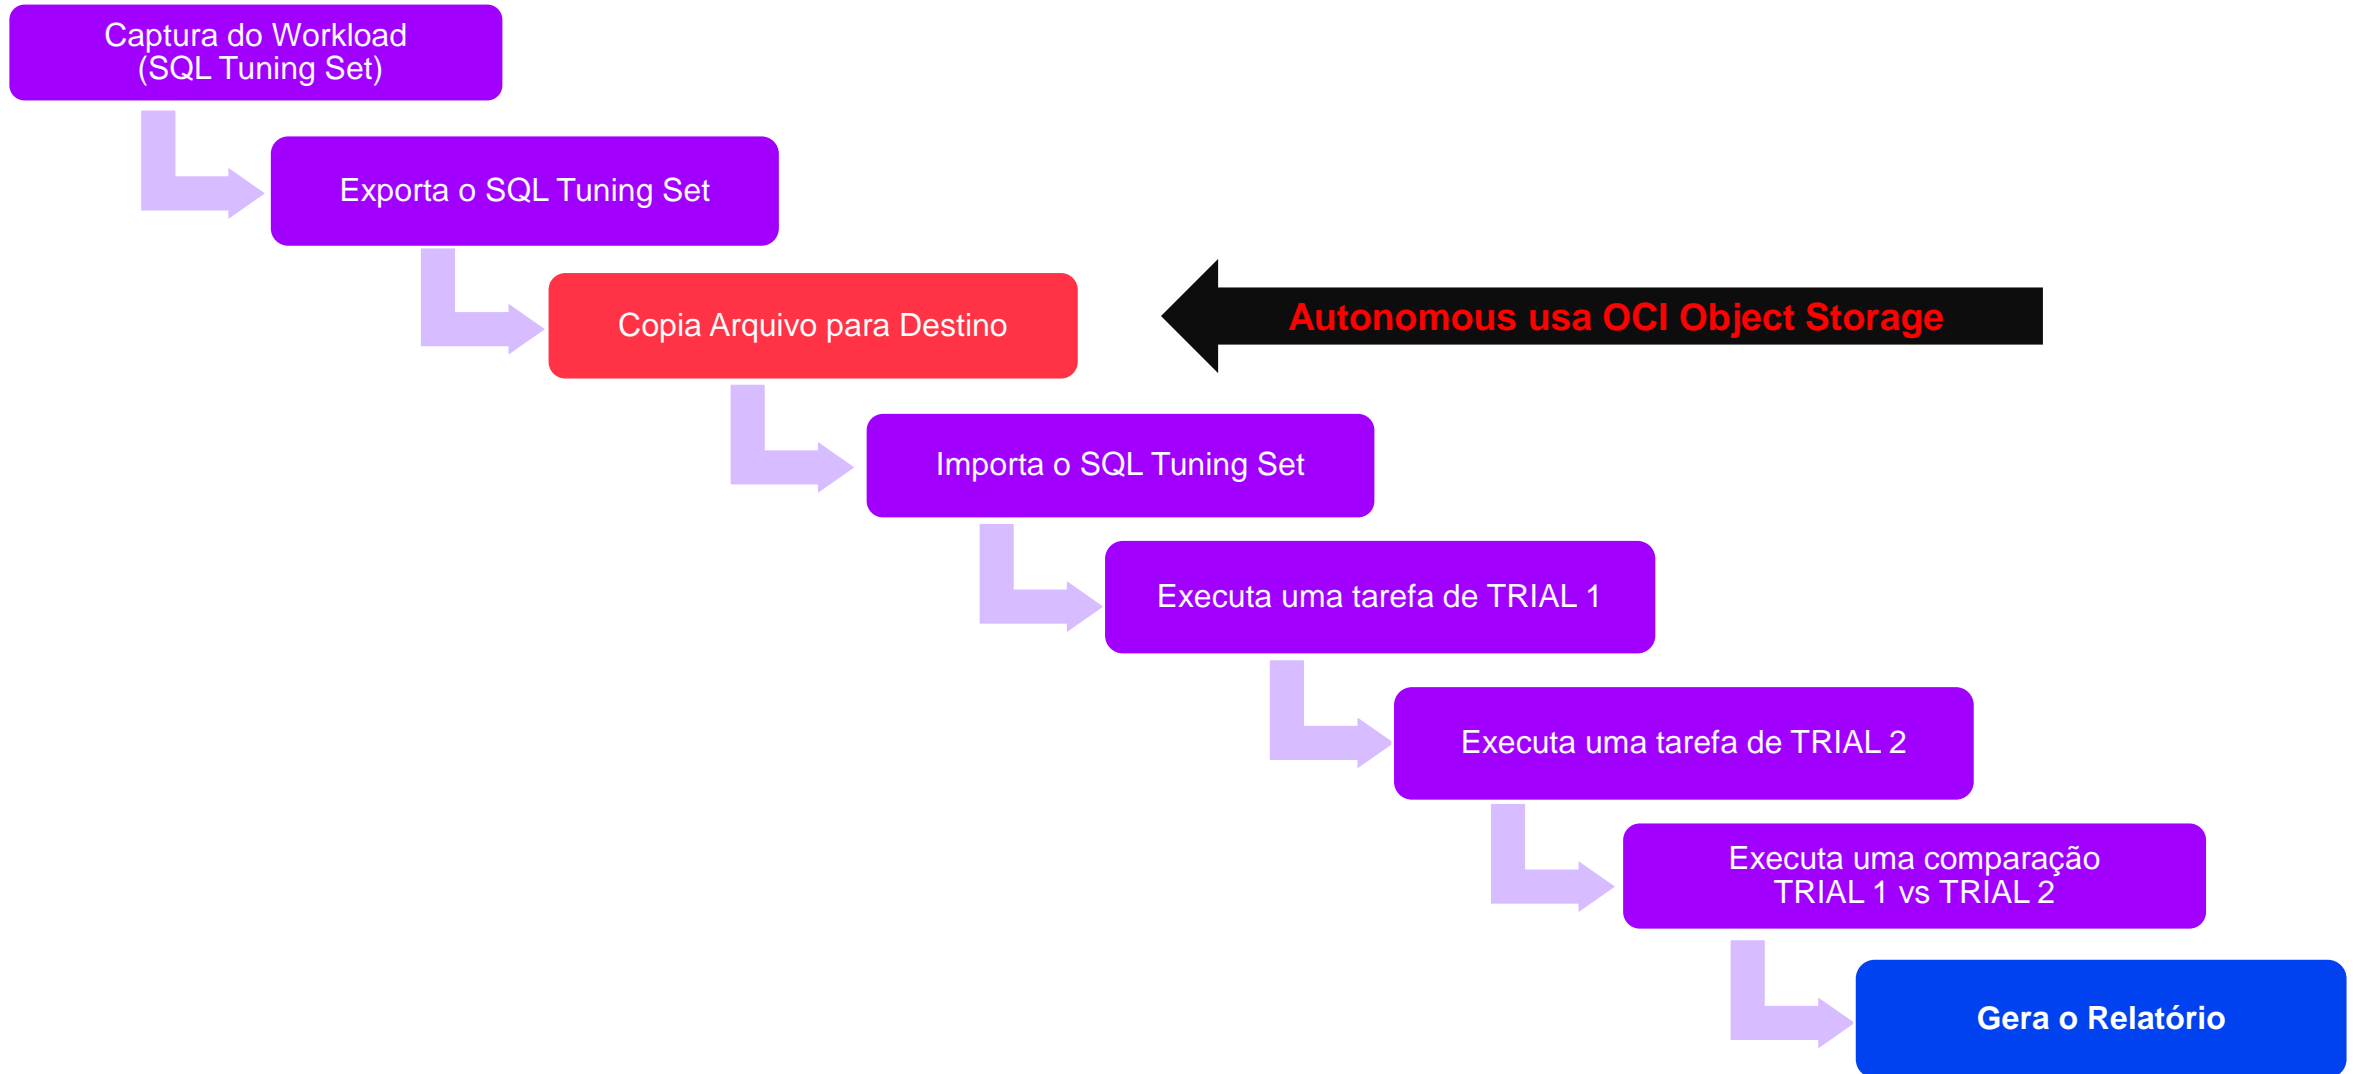 Captura do Workload
(SQL Tuning Set)
Exporta o SQL Tuning Set
Copia Arquivo para Destino
Autonomous usa OCI Object Storage
Importa o SQL Tuning Set
Executa uma tarefa de TRIAL 1
Executa uma tarefa de TRIAL 2
Executa uma comparação
TRIAL 1 vs TRIAL 2
Gera o Relatório